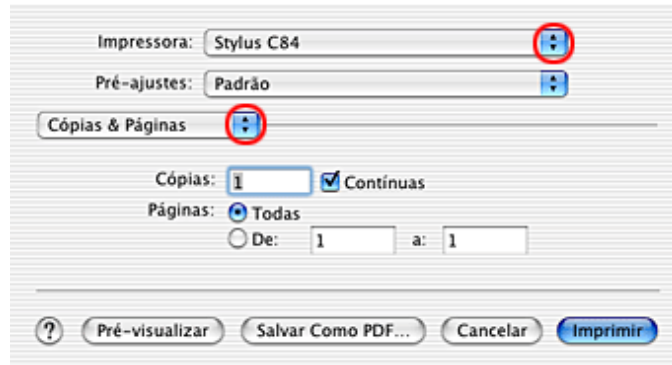 Impressora: Stylus C84
Pré-ajustes: Padrão
Cópias & Páginas
Cópias: 1 Contínuas
Páginas: Todas
De: 1 a: 1
? Pré-visualizar Salvar Como PDF... Cancelar Imprimir